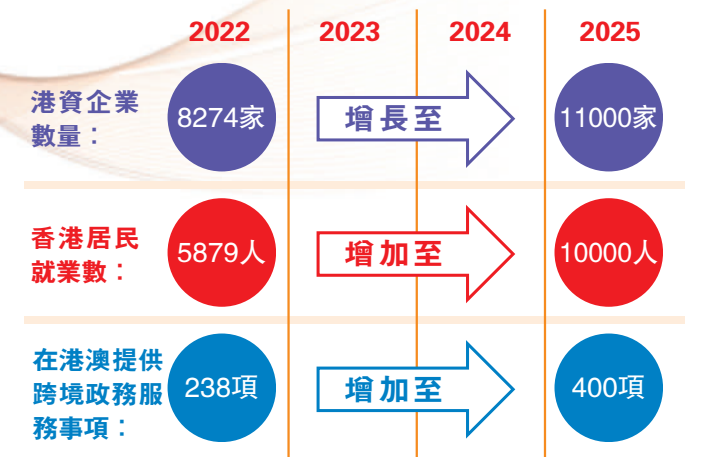 2022 2023 2024 2025
港資企業
數量：
8274家 增長至 11000家
香港居民
就業數：
5879人 增加至 10000人
在港澳提供
跨境政務服
務事項：
238項 增加至 400項